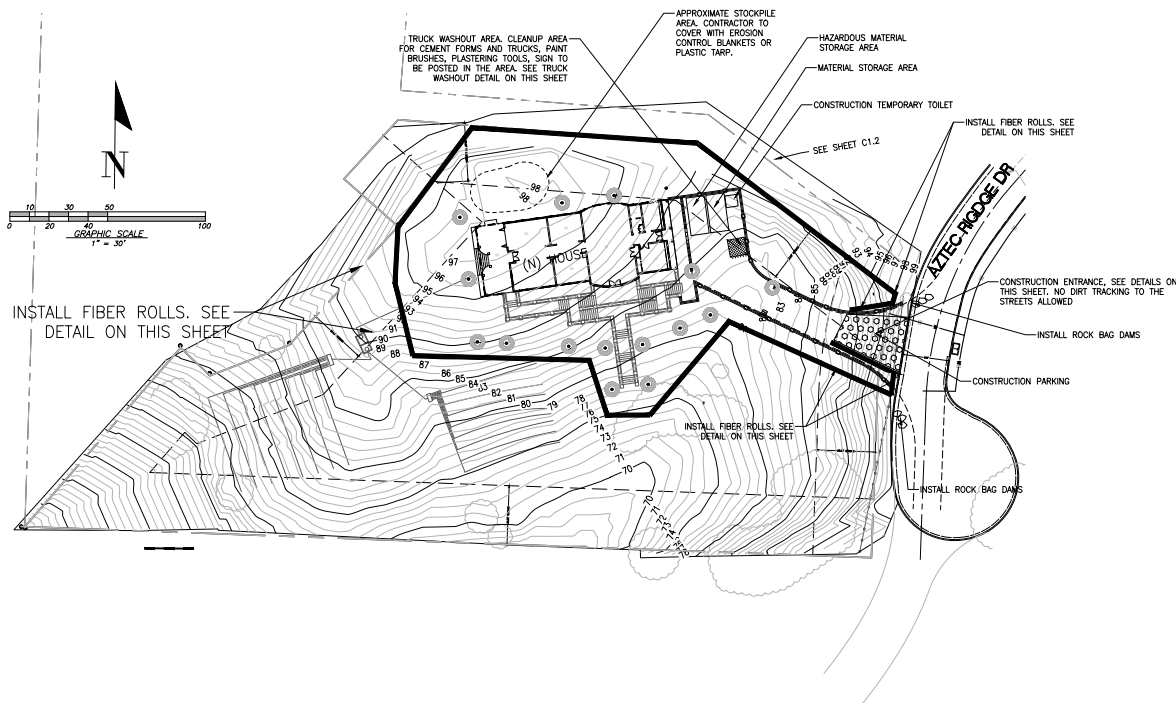 APPROXIMATE STOCKPILE
AREA. CONTRACTOR TO
COVER WITH EROSION
CONTROL BLANKETS OR
PLASTIC TARP.
TRUCK WASHOUT AREA. CLEANUP AREA
FOR CEMENT FORMS AND TRUCKS, PAINT
BRUSHES, PLASTERING TOOLS, SIGN TO
BE POSTED IN THE AREA. SEE TRUCK
WASHOUT DETAIL ON THIS SHEET
HAZARDOUS MATERIAL
STORAGE AREA
MATERIAL STORAGE AREA
CONSTRUCTION TEMPORARY TOILET
INSTALL FIBER ROLLS. SEE
DETAIL ON THIS SHEET
SEE SHEET C1.2
N
10 30 50
0 20 40 100
GRAPHIC SCALE
1" = 30'
AZTEC RIGDGE DR
98
98
(N) HOUSE
97
96
95
94
93
91
90
89
88
87
86
85
84
83
82
81
80
79
78
76
75
74
73
72
71
70
70
71
72
73
74
85
83
93
94
95
96
97
98
99
CONSTRUCTION ENTRANCE, SEE DETAILS ON
THIS SHEET. NO DIRT TRACKING TO THE
STREETS ALLOWED
INSTALL FIBER ROLLS. SEE
DETAIL ON THIS SHEET
INSTALL ROCK BAG DAMS
CONSTRUCTION PARKING
INSTALL FIBER ROLLS. SEE
DETAIL ON THIS SHEET
INSTALL ROCK BAG DAMS